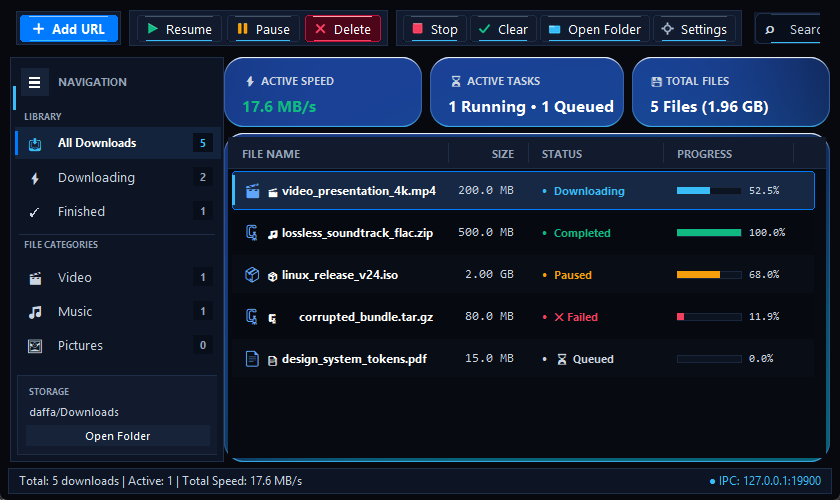 + Add URL
Resume
Pause
Delete
Stop
Clear
Open Folder
Settings
Searc
NAVIGATION
LIBRARY
All Downloads 5
Downloading 2
Finished 1
FILE CATEGORIES
Video 1
Music 1
Pictures 0
STORAGE
daffa/Downloads
Open Folder
ACTIVE SPEED
17.6 MB/s
ACTIVE TASKS
1 Running • 1 Queued
TOTAL FILES
5 Files (1.96 GB)
FILE NAME SIZE STATUS PROGRESS
video_presentation_4k.mp4 200.0 MB • Downloading 52.5%
lossless_soundtrack_flac.zip 500.0 MB • Completed 100.0%
linux_release_v24.iso 2.00 GB • Paused 68.0%
corrupted_bundle.tar.gz 80.0 MB • ✕ Failed 11.9%
design_system_tokens.pdf 15.0 MB • ⌛ Queued 0.0%
Total: 5 downloads | Active: 1 | Total Speed: 17.6 MB/s
● IPC: 127.0.0.1:19900